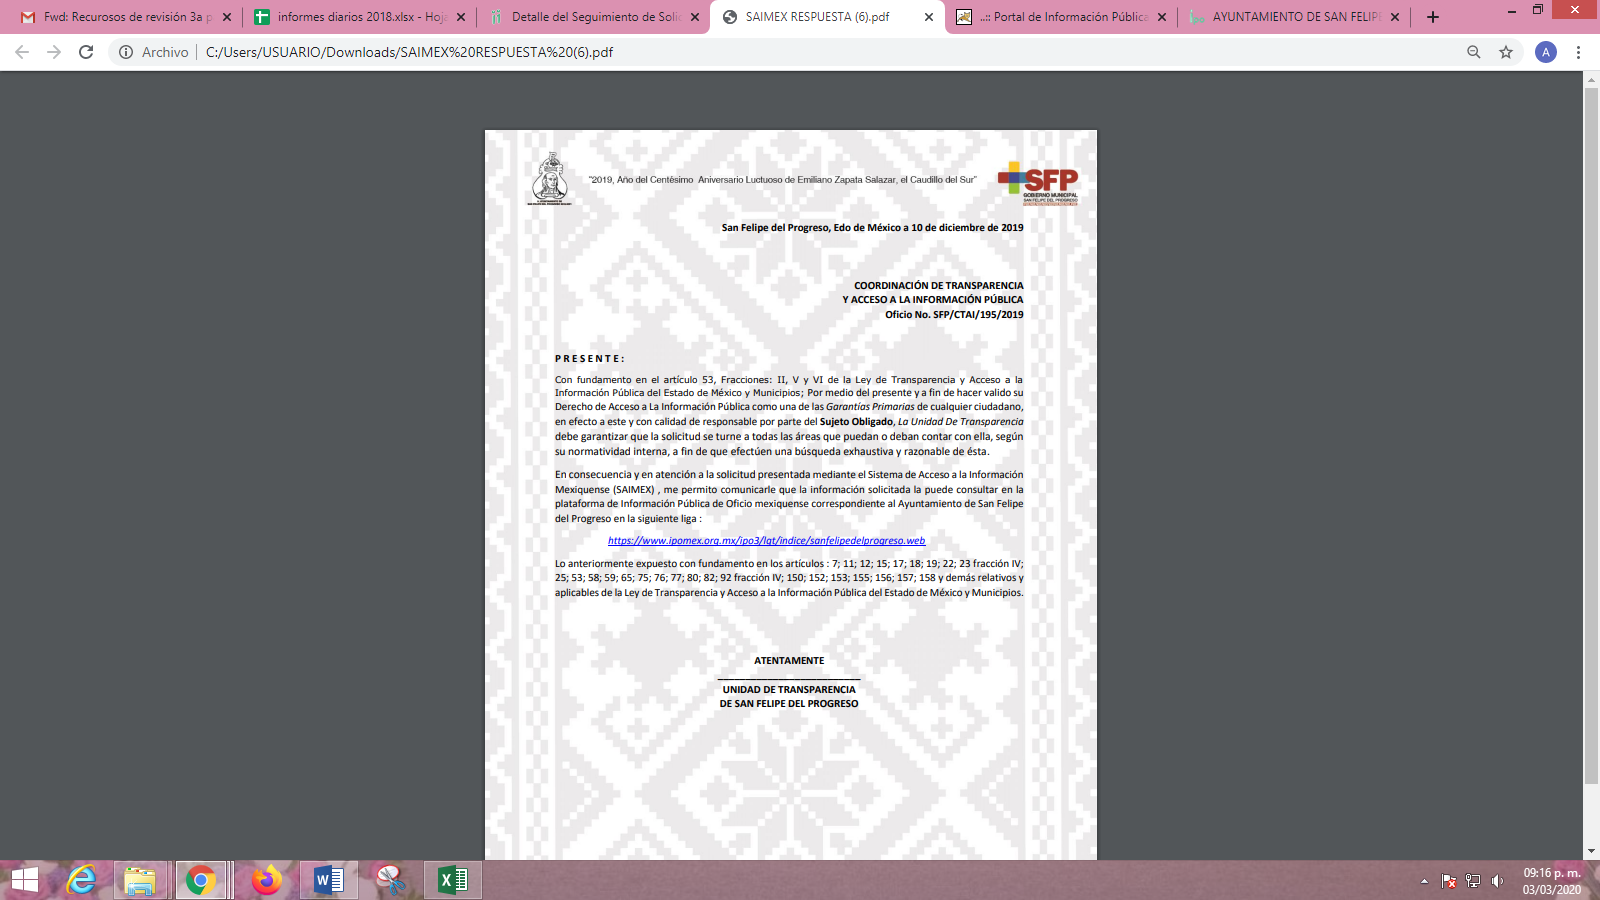 Fwd: Recurosos de revisión 3a p
informes diarios 2018.xlsx - Hoja
Detalle del Seguimiento de Solic
SAIMEX RESPUESTA (6).pdf
..:: Portal de Información Pública
AYUNTAMIENTO DE SAN FELIPE
Archivo
C:/Users/USUARIO/Downloads/SAIMEX%20RESPUESTA%20(6).pdf
A
"2019, Año del Centésimo Aniversario Luctuoso de Emiliano Zapata Salazar, el Caudillo del Sur"
SFP
GOBIERNO MUNICIPAL
SAN FELIPE DEL PROGRESO
San Felipe del Progreso, Edo de México a 10 de diciembre de 2019
COORDINACIÓN DE TRANSPARENCIA
Y ACCESO A LA INFORMACIÓN PÚBLICA
Oficio No. SFP/CTAI/195/2019
P R E S E N T E :
Con fundamento en el artículo 53, Fracciones: II, V y VI de la Ley de Transparencia y Acceso a la
Información Pública del Estado de México y Municipios; Por medio del presente y a fin de hacer valido su
Derecho de Acceso a La Información Pública como una de las Garantías Primarias de cualquier ciudadano,
en efecto a este y con calidad de responsable por parte del Sujeto Obligado, La Unidad De Transparencia
debe garantizar que la solicitud se turne a todas las áreas que puedan o deban contar con ella, según
su normatividad interna, a fin de que efectúen una búsqueda exhaustiva y razonable de ésta.
En consecuencia y en atención a la solicitud presentada mediante el Sistema de Acceso a la Información
Mexiquense (SAIMEX) , me permito comunicarle que la información solicitada la puede consultar en la
plataforma de Información Pública de Oficio mexiquense correspondiente al Ayuntamiento de San Felipe
del Progreso en la siguiente liga :
https://www.ipomex.org.mx/ipo3/lgt/indice/sanfelipedelprogreso.web
Lo anteriormente expuesto con fundamento en los artículos : 7; 11; 12; 15; 17; 18; 19; 22; 23 fracción IV;
25; 53; 58; 59; 65; 75; 76; 77; 80; 82; 92 fracción IV; 150; 152; 153; 155; 156; 157; 158 y demás relativos y
aplicables de la Ley de Transparencia y Acceso a la Información Pública del Estado de México y Municipios.
ATENTAMENTE
UNIDAD DE TRANSPARENCIA
DE SAN FELIPE DEL PROGRESO
09:16 p. m.
03/03/2020